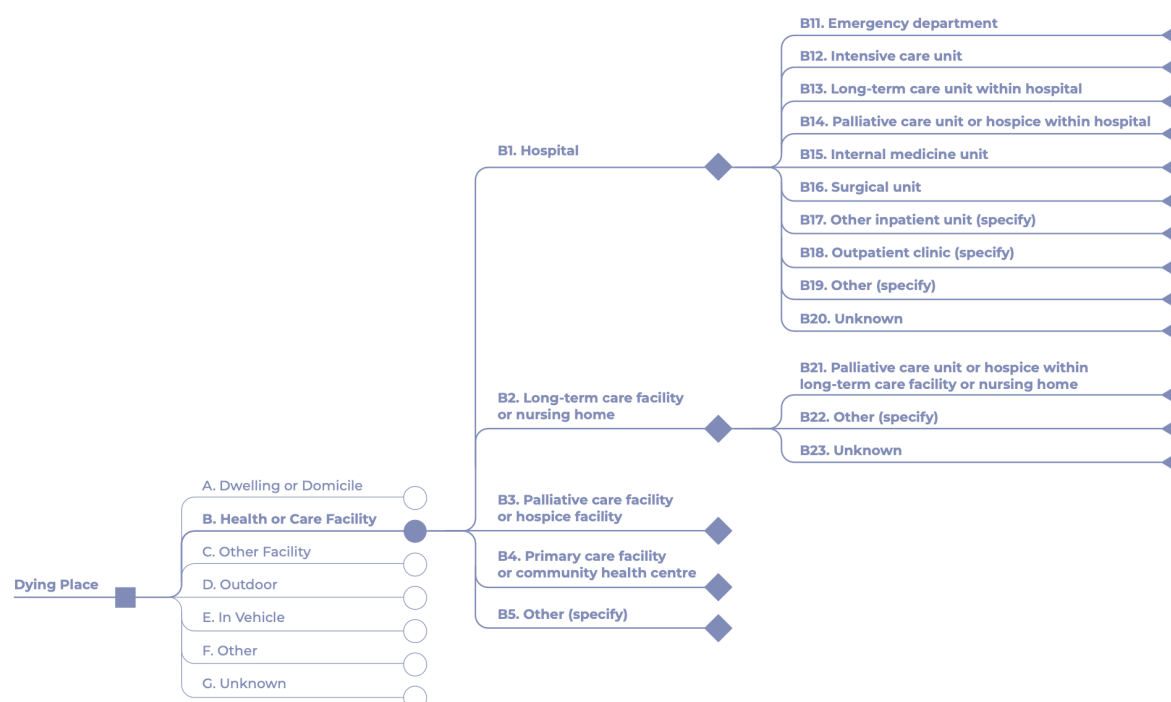 Dying Place
A. Dwelling or Domicile
B. Health or Care Facility
C. Other Facility
D. Outdoor
E. In Vehicle
F. Other
G. Unknown
B1. Hospital
B2. Long-term care facility
or nursing home
B3. Palliative care facility
or hospice facility
B4. Primary care facility
or community health centre
B5. Other (specify)
B11. Emergency department
B12. Intensive care unit
B13. Long-term care unit within hospital
B14. Palliative care unit or hospice within hospital
B15. Internal medicine unit
B16. Surgical unit
B17. Other inpatient unit (specify)
B18. Outpatient clinic (specify)
B19. Other (specify)
B20. Unknown
B21. Palliative care unit or hospice within
long-term care facility or nursing home
B22. Other (specify)
B23. Unknown